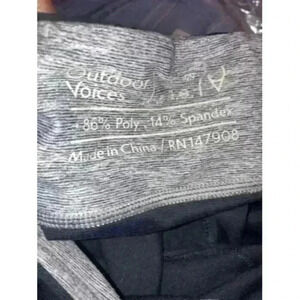 Outdoor
Voices
86% Poly, 14% Spandex
Made in China / RN147908